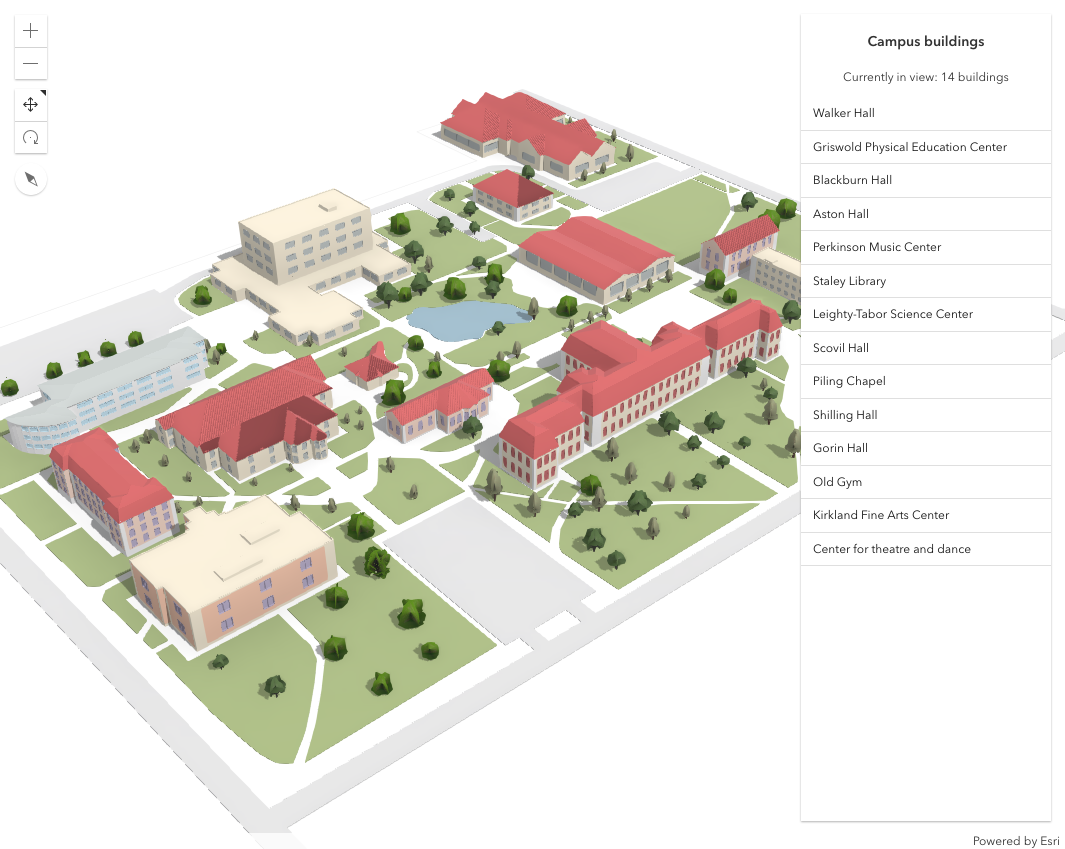 Campus buildings
Currently in view: 14 buildings
Walker Hall
Griswold Physical Education Center
Blackburn Hall
Aston Hall
Perkinson Music Center
Staley Library
Leighty-Tabor Science Center
Scovil Hall
Piling Chapel
Shilling Hall
Gorin Hall
Old Gym
Kirkland Fine Arts Center
Center for theatre and dance
Powered by Esri